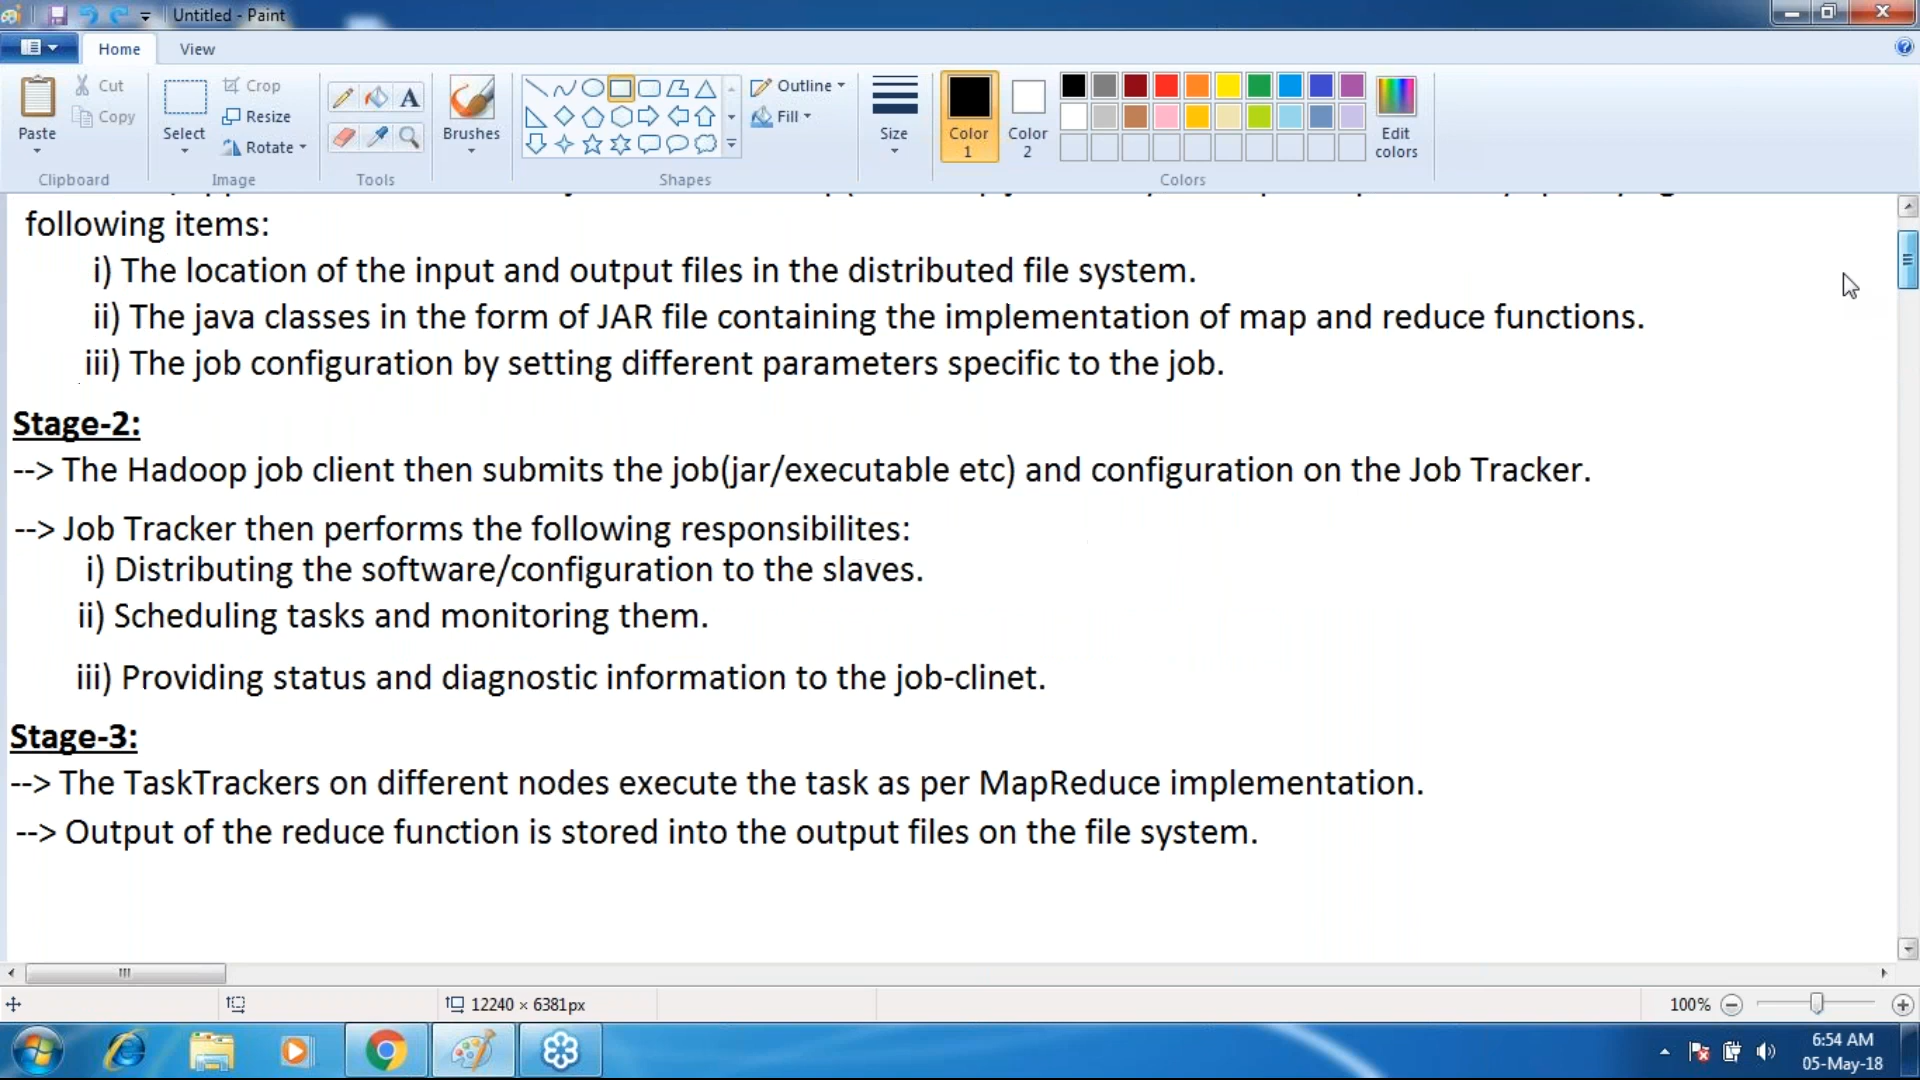 Untitled - Paint
Home View
Cut
Copy
Paste
Clipboard
Crop
Resize
Rotate
Select
Image
Tools
Brushes
Outline
Fill
Shapes
Size
Color 1
Color 2
Edit colors
Colors
following items:
i) The location of the input and output files in the distributed file system.
ii) The java classes in the form of JAR file containing the implementation of map and reduce functions.
iii) The job configuration by setting different parameters specific to the job.
Stage-2:
--> The Hadoop job client then submits the job(jar/executable etc) and configuration on the Job Tracker.
--> Job Tracker then performs the following responsibilites:
i) Distributing the software/configuration to the slaves.
ii) Scheduling tasks and monitoring them.
iii) Providing status and diagnostic information to the job-clinet.
Stage-3:
--> The TaskTrackers on different nodes execute the task as per MapReduce implementation.
--> Output of the reduce function is stored into the output files on the file system.
12240 × 6381px
100%
6:54 AM
05-May-18